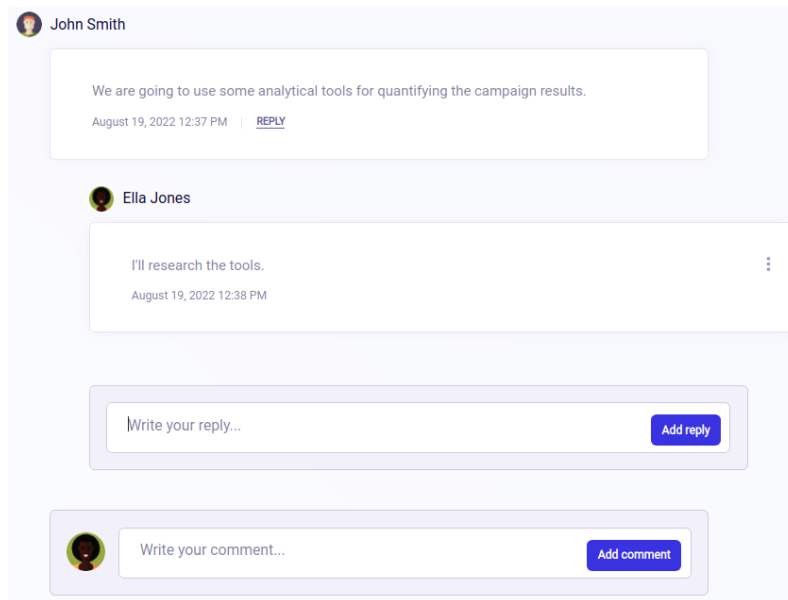 John Smith
We are going to use some analytical tools for quantifying the campaign results.
August 19, 2022 12:37 PM | REPLY
Ella Jones
I'll research the tools.
August 19, 2022 12:38 PM
Write your reply... Add reply
Write your comment... Add comment